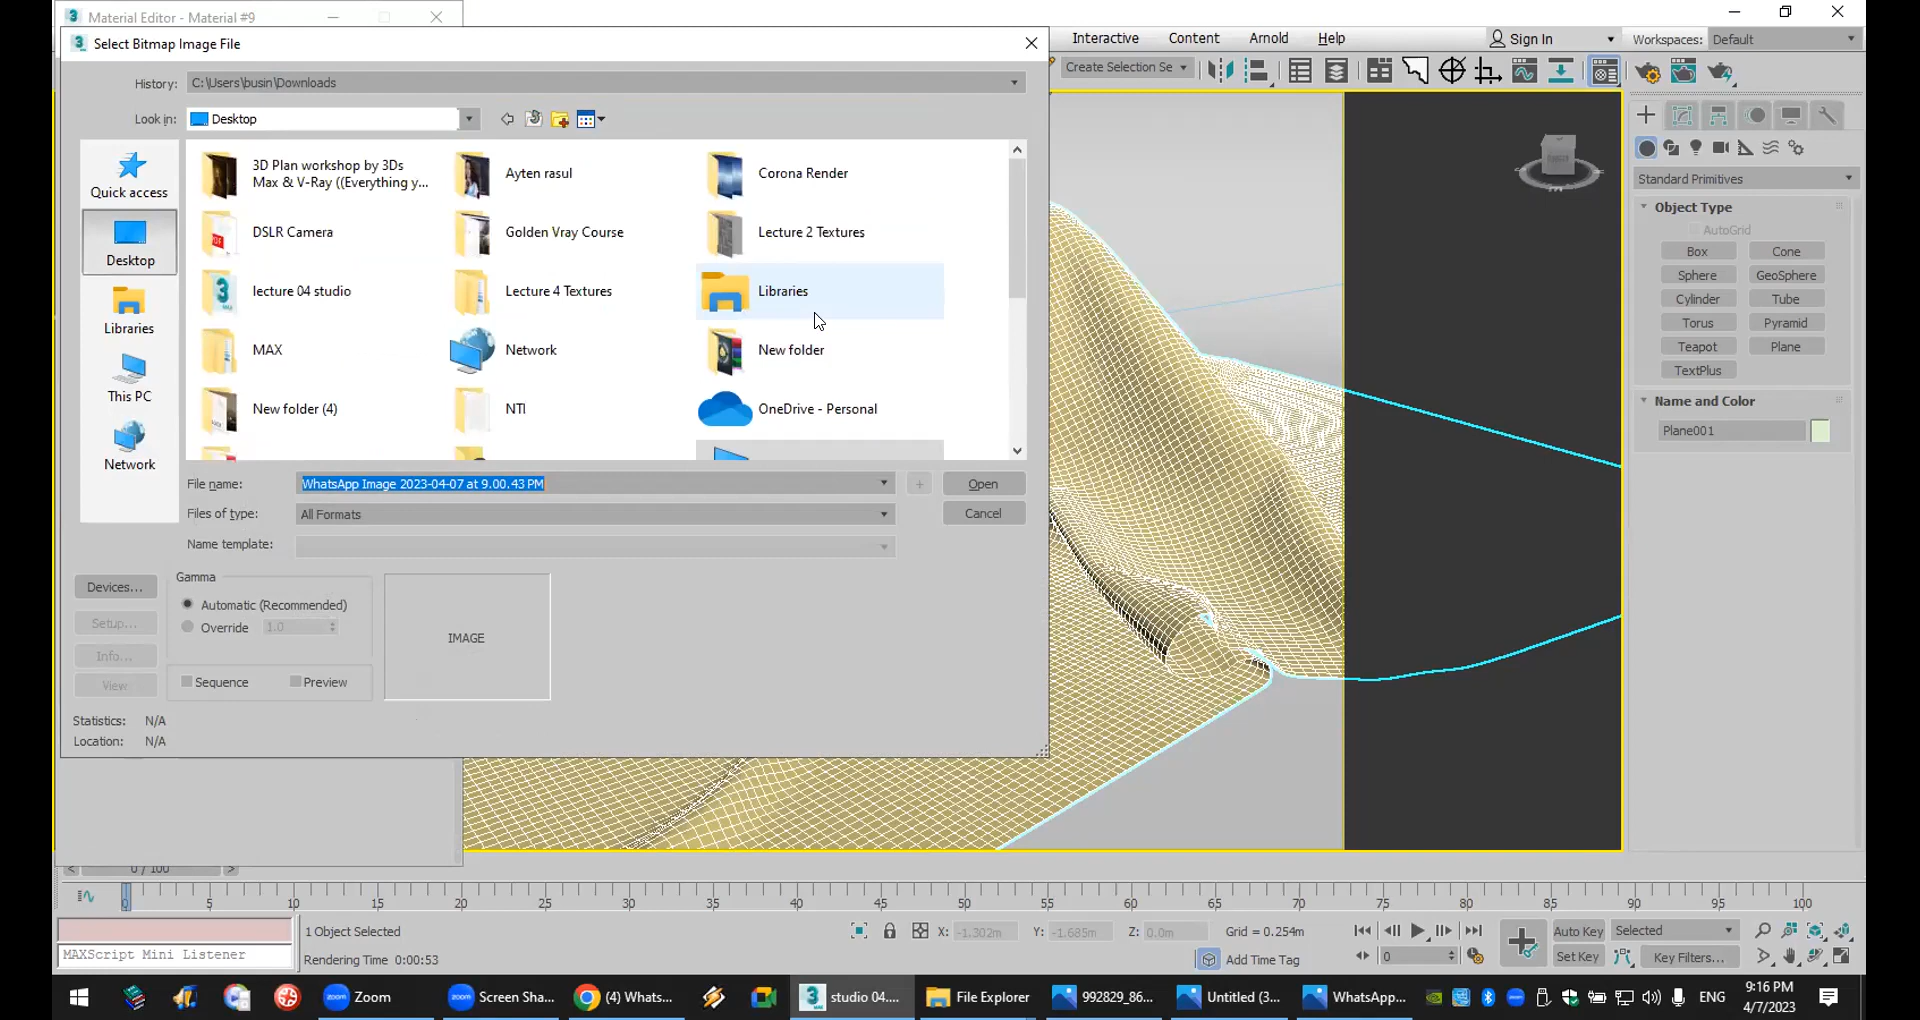 Material Editor - Material #9
Select Bitmap Image File
Interactive
Content
Arnold
Help
Sign In
Workspaces: Default
History: C:\Users\busin\Downloads
Create Selection Se
Look in: Desktop
Quick access
Desktop
Libraries
This PC
Network
3D Plan workshop by 3Ds
Max & V-Ray ((Everything y...
Ayten rasul
Corona Render
DSLR Camera
Golden Vray Course
Lecture 2 Textures
lecture 04 studio
Lecture 4 Textures
Libraries
MAX
Network
New folder
New folder (4)
NTI
OneDrive - Personal
File name: WhatsApp Image 2023-04-07 at 9.00.43 PM
Open
Files of type: All Formats
Cancel
Name template:
Devices...
Setup...
Info...
View
Gamma
Automatic (Recommended)
Override 1.0
Sequence
Preview
IMAGE
Statistics: N/A
Location: N/A
Standard Primitives
Object Type
AutoGrid
Box
Cone
Sphere
GeoSphere
Cylinder
Tube
Torus
Pyramid
Teapot
Plane
TextPlus
Name and Color
Plane001
0 / 100
0 5 10 15 20 25 30 35 40 45 50 55 60 65 70 75 80 85 90 95 100
1 Object Selected
X: -1.302m
Y: -1.685m
Z: 0.0m
Grid = 0.254m
Auto Key
Selected
MAXScript Mini Listener
Rendering Time 0:00:53
Add Time Tag
0
Set Key
Key Filters...
Zoom
Screen Sha...
(4) Whats...
studio 04....
File Explorer
992829_86...
Untitled (3...
WhatsApp...
ENG
9:16 PM
4/7/2023